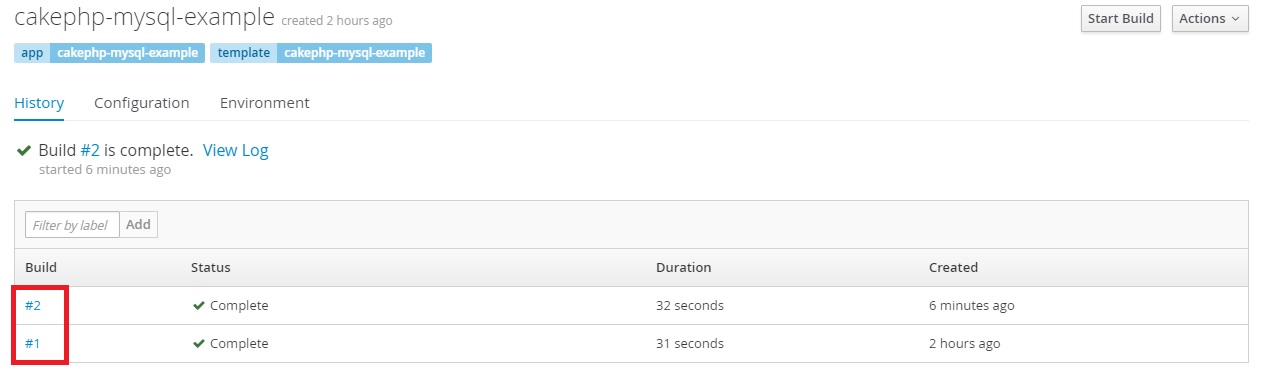 cakephp-mysql-example created 2 hours ago
Start Build
Actions
app cakephp-mysql-example template cakephp-mysql-example
History Configuration Environment
Build #2 is complete. View Log
started 6 minutes ago
Filter by label Add
Build Status Duration Created
#2 Complete 32 seconds 6 minutes ago
#1 Complete 31 seconds 2 hours ago